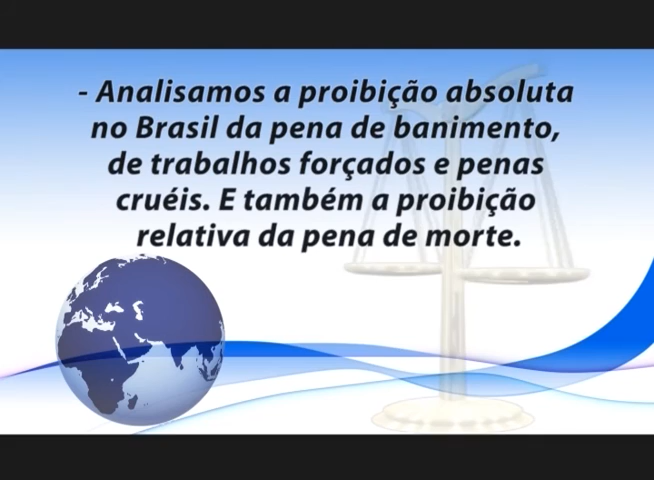 - Analisamos a proibição absoluta
no Brasil da pena de banimento,
de trabalhos forçados e penas
cruéis. E também a proibição
relativa da pena de morte.